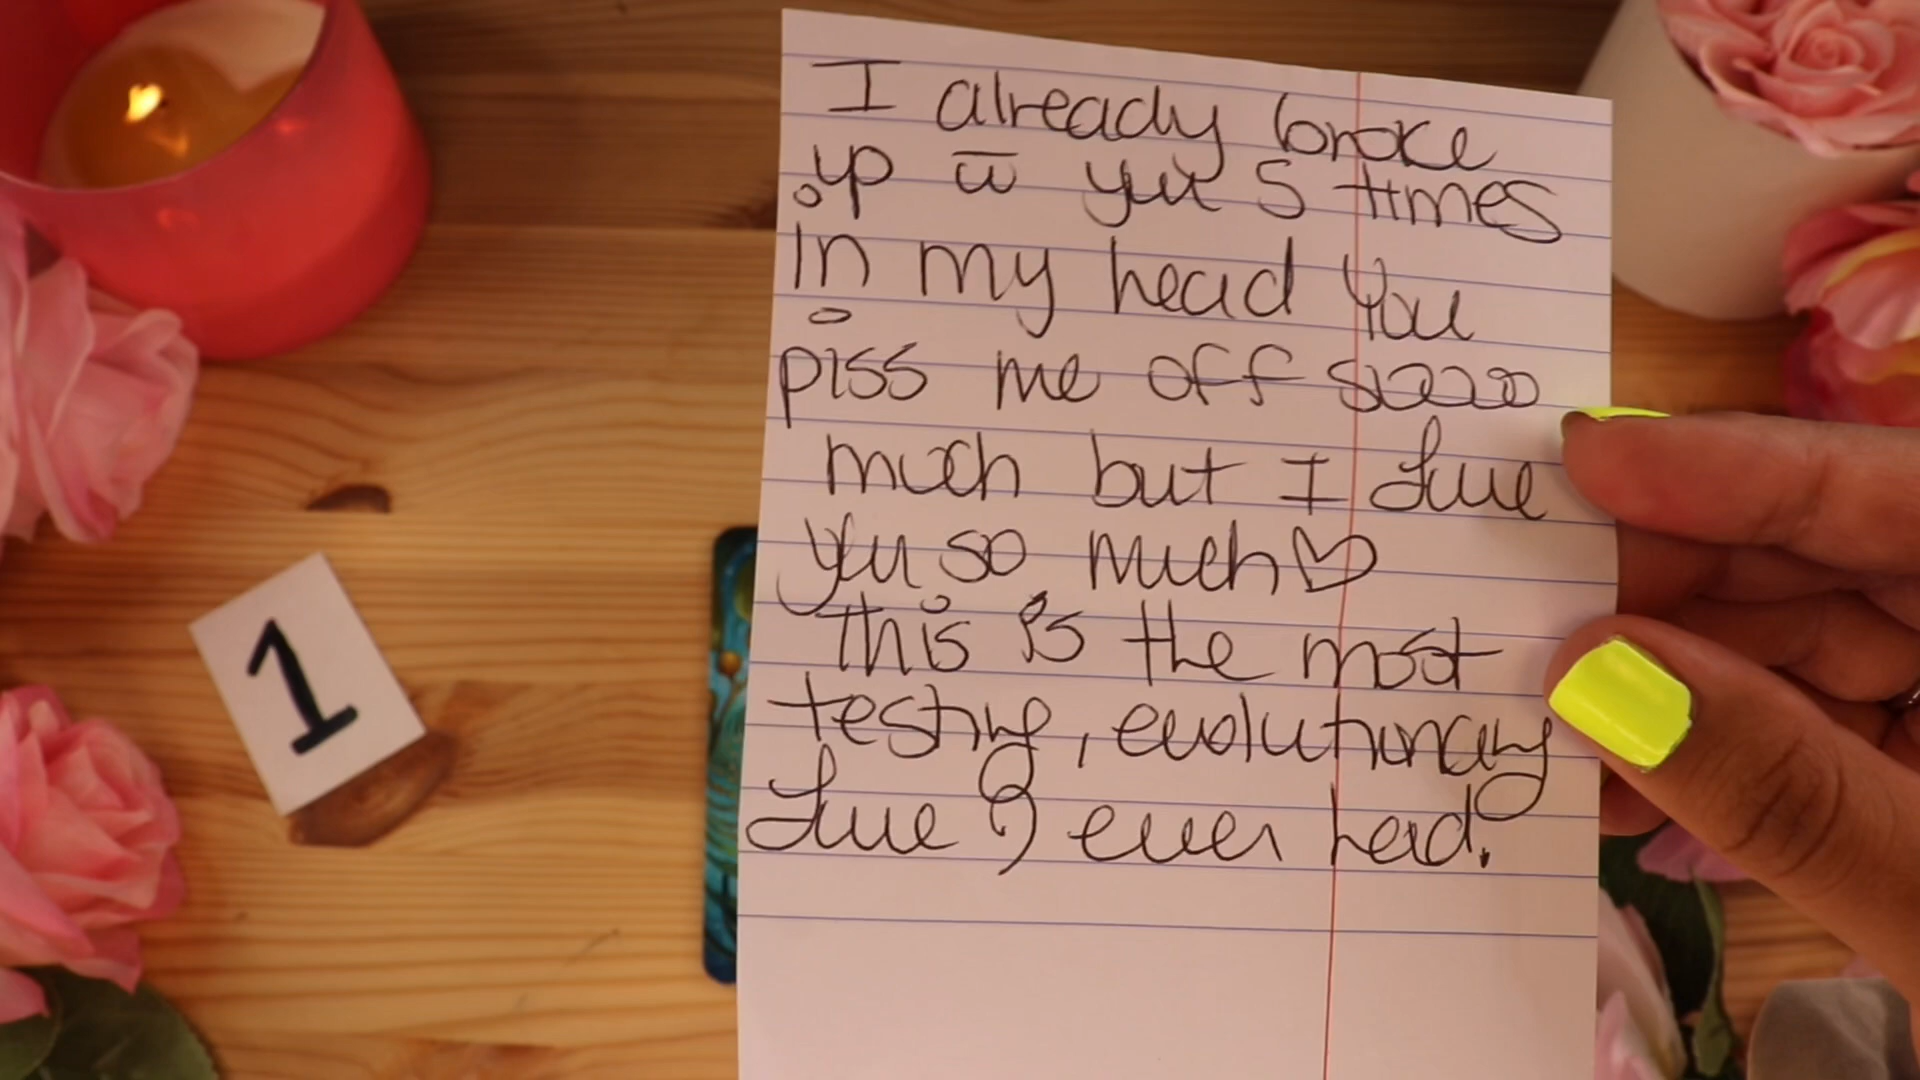 1
I already broke
up w̅ you 5 times
in my head you
piss me off soooo
much but I love
you so much♡
this is the most
testing, evolutionary
love I ever had.